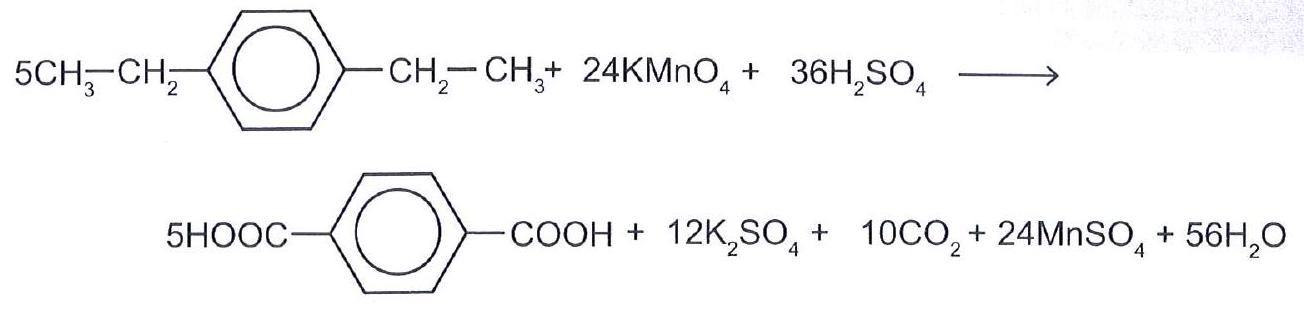 5CH₃–CH₂ –CH₂–CH₃+ 24KMnO₄ + 36H₂SO₄ ⟶
5HOOC– –COOH + 12K₂SO₄ + 10CO₂ + 24MnSO₄ + 56H₂O